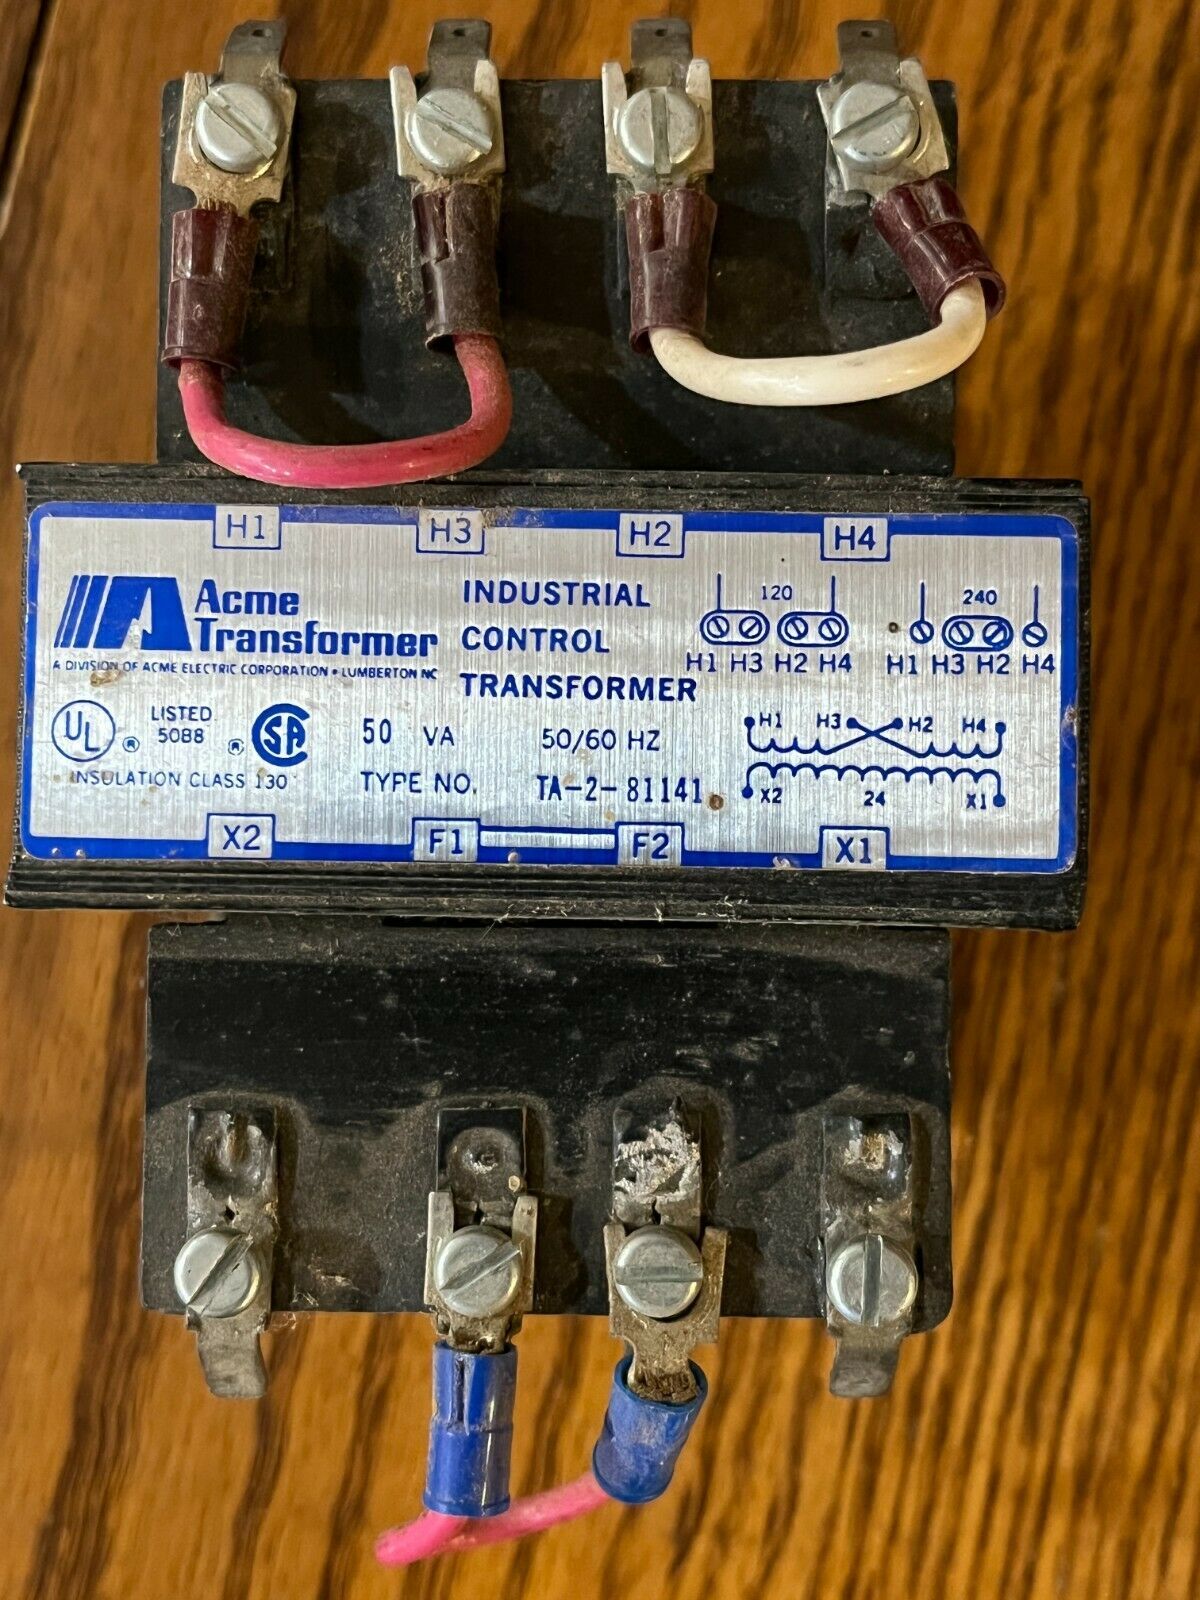 H1 H3 H2 H4
Acme
Transformer
A DIVISION OF ACME ELECTRIC CORPORATION • LUMBERTON NC
INDUSTRIAL
CONTROL
TRANSFORMER
120
H1 H3 H2 H4
240
H1 H3 H2 H4
UL ®
LISTED
5088
® CSA
INSULATION CLASS 130
50 VA
50/60 HZ
TYPE NO. TA-2-81141
H1 H3 H2 H4
X2 24 X1
X2 F1 F2 X1